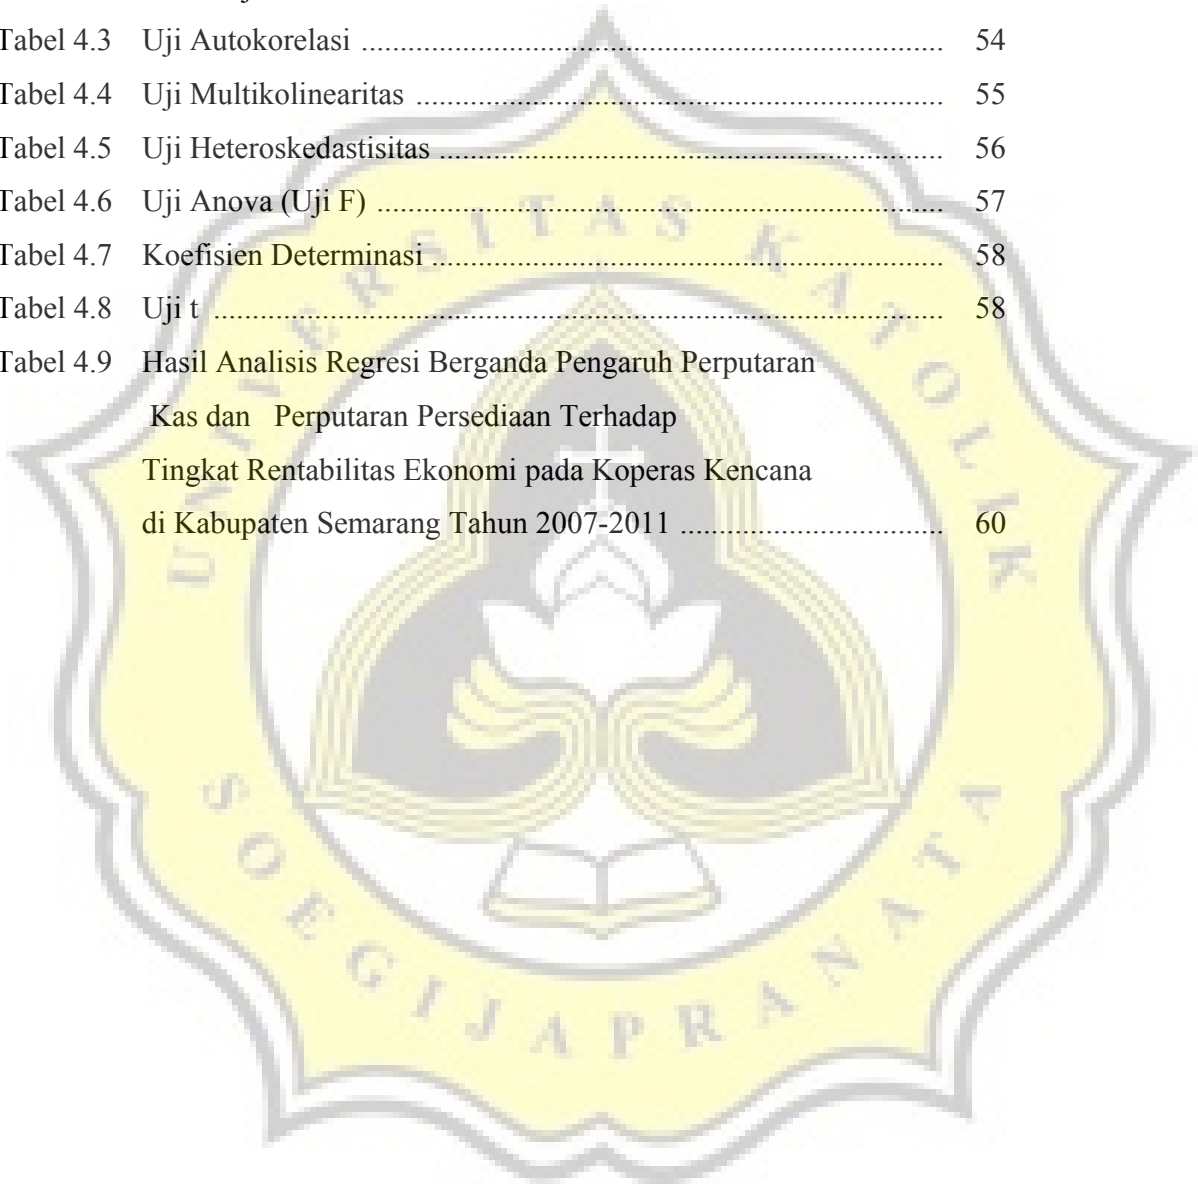 Tabel 4.3 Uji Autokorelasi ........................................................................... 54
Tabel 4.4 Uji Multikolinearitas .................................................................... 55
Tabel 4.5 Uji Heteroskedastisitas ................................................................. 56
Tabel 4.6 Uji Anova (Uji F) ......................................................................... 57
Tabel 4.7 Koefisien Determinasi .................................................................. 58
Tabel 4.8 Uji t .............................................................................................. 58
Tabel 4.9 Hasil Analisis Regresi Berganda Pengaruh Perputaran
Kas dan Perputaran Persediaan Terhadap
Tingkat Rentabilitas Ekonomi pada Koperas Kencana
di Kabupaten Semarang Tahun 2007-2011 .................................. 60
UNIVERSITAS KATOLIK
SOEGIJAPRANATA